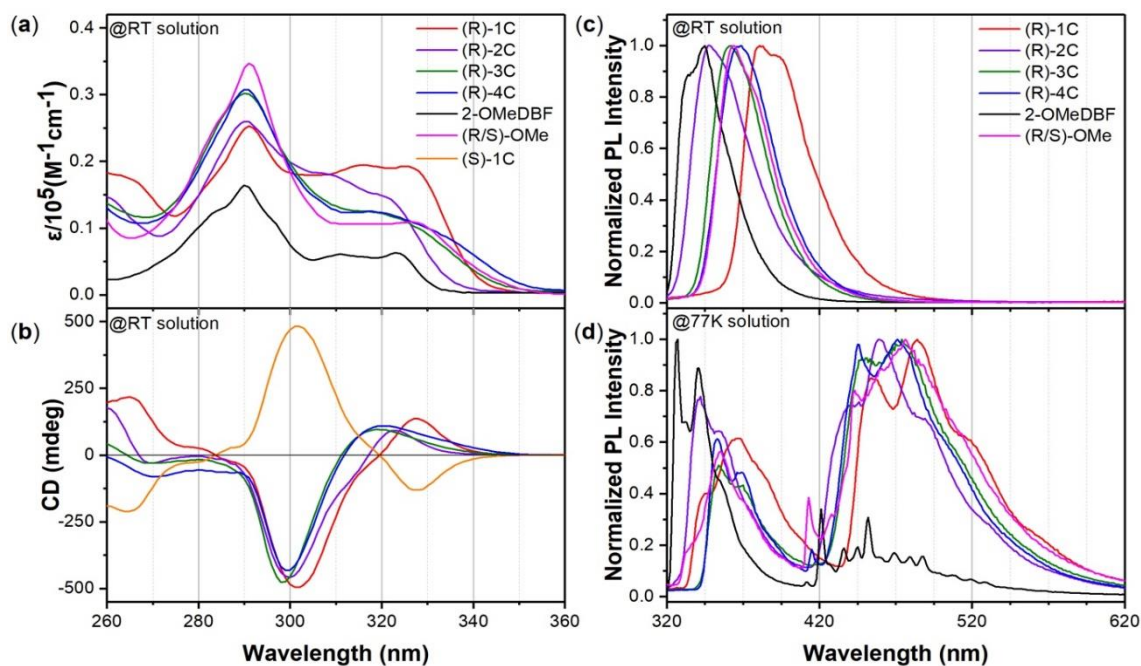 (a)
@RT solution
(R)-1C
(R)-2C
(R)-3C
(R)-4C
2-OMeDBF
(R/S)-OMe
(S)-1C
0.4
0.3
0.2
0.1
0.0
ε/10⁵(M⁻¹cm⁻¹)
(b)
@RT solution
500
250
0
-250
-500
CD (mdeg)
260 280 300 320 340 360
Wavelength (nm)
(c)
@RT solution
(R)-1C
(R)-2C
(R)-3C
(R)-4C
2-OMeDBF
(R/S)-OMe
1.0
0.8
0.6
0.4
0.2
0.0
Normalized PL Intensity
320 420 520 620
(d)
@77K solution
1.0
0.8
0.6
0.4
0.2
0.0
Normalized PL Intensity
320 420 520 620
Wavelength (nm)